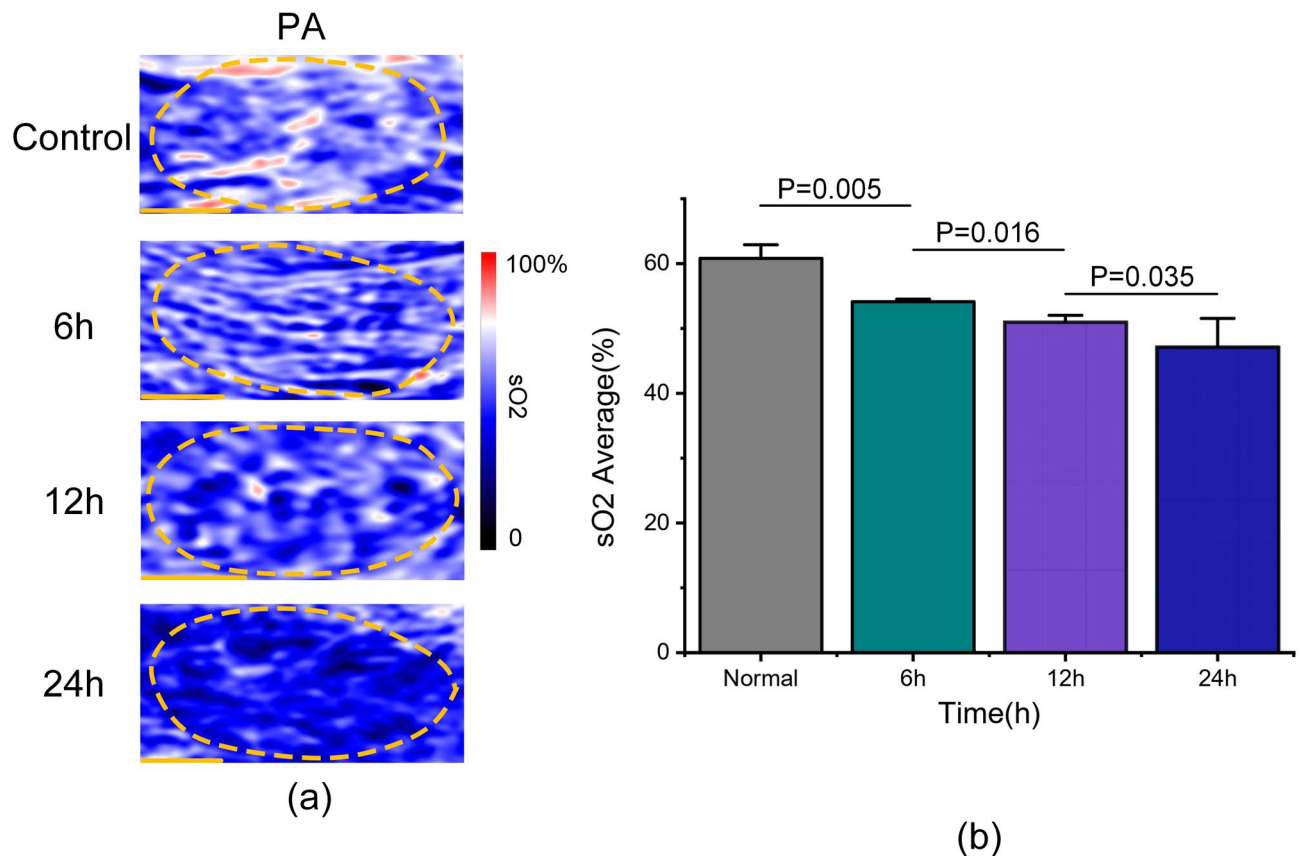 PA
Control
6h
12h
24h
100%
sO2
0
(a)
P=0.005
P=0.016
P=0.035
sO2 Average(%)
60
40
20
0
Normal
6h
12h
24h
Time(h)
(b)